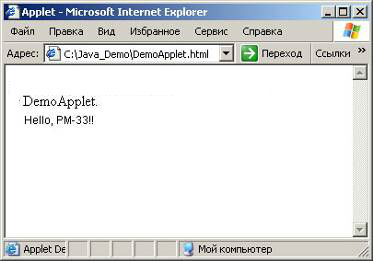 Applet - Microsoft Internet Explorer
Файл Правка Вид Избранное Сервис Справка »
Адрес: C:\Java_Demo\DemoApplet.html Переход Ссылки »
DemoApplet.
Hello, PM-33!!
Applet De Мой компьютер